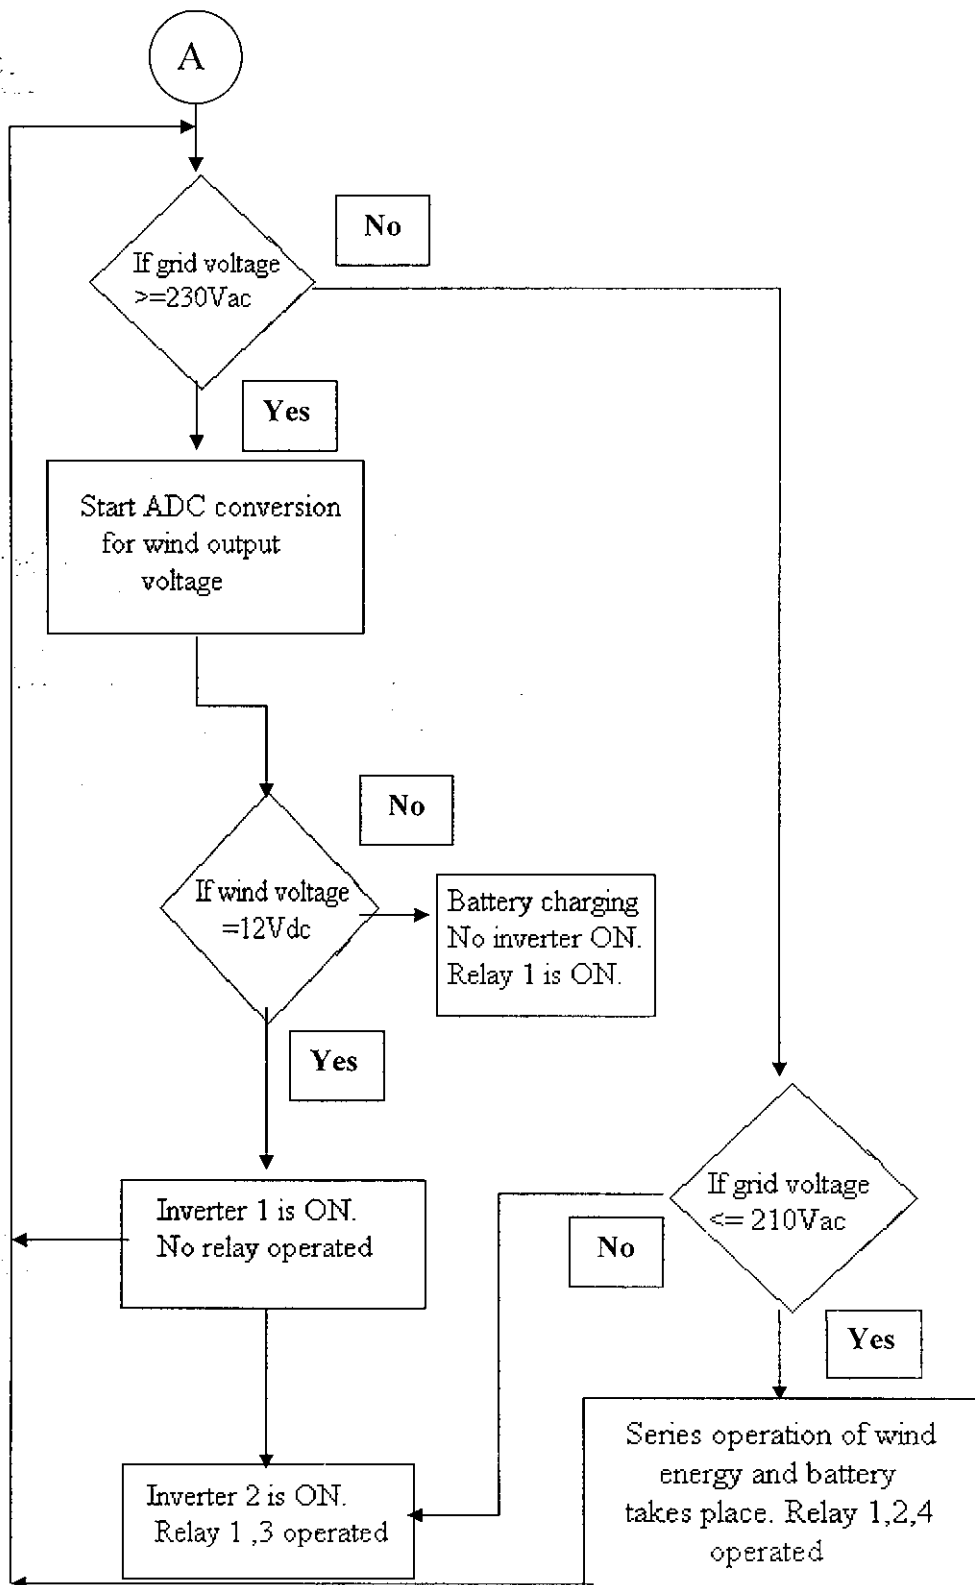 A
No
If grid voltage
>=230Vac
Yes
Start ADC conversion
for wind output
voltage
No
If wind voltage
=12Vdc
Battery charging
No inverter ON.
Relay 1 is ON.
Yes
If grid voltage
<= 210Vac
Inverter 1 is ON.
No relay operated
No
Yes
Series operation of wind
energy and battery
takes place. Relay 1,2,4
operated
Inverter 2 is ON.
Relay 1 ,3 operated